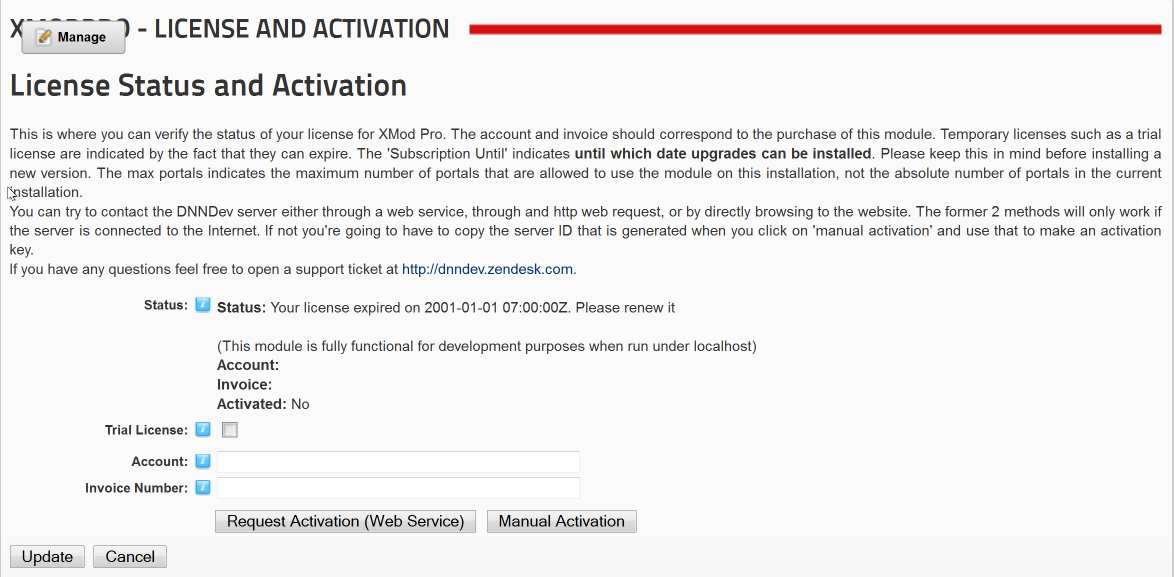 - LICENSE AND ACTIVATION
Manage
License Status and Activation
This is where you can verify the status of your license for XMod Pro. The account and invoice should correspond to the purchase of this module. Temporary licenses such as a trial
license are indicated by the fact that they can expire. The 'Subscription Until' indicates until which date upgrades can be installed. Please keep this in mind before installing a
new version. The max portals indicates the maximum number of portals that are allowed to use the module on this installation, not the absolute number of portals in the current
installation.
You can try to contact the DNNDev server either through a web service, through and http web request, or by directly browsing to the website. The former 2 methods will only work if
the server is connected to the Internet. If not you're going to have to copy the server ID that is generated when you click on 'manual activation' and use that to make an activation
key.
If you have any questions feel free to open a support ticket at http://dnndev.zendesk.com.
Status: Status: Your license expired on 2001-01-01 07:00:00Z. Please renew it
(This module is fully functional for development purposes when run under localhost)
Account:
Invoice:
Activated: No
Trial License:
Account:
Invoice Number:
Request Activation (Web Service) Manual Activation
Update Cancel